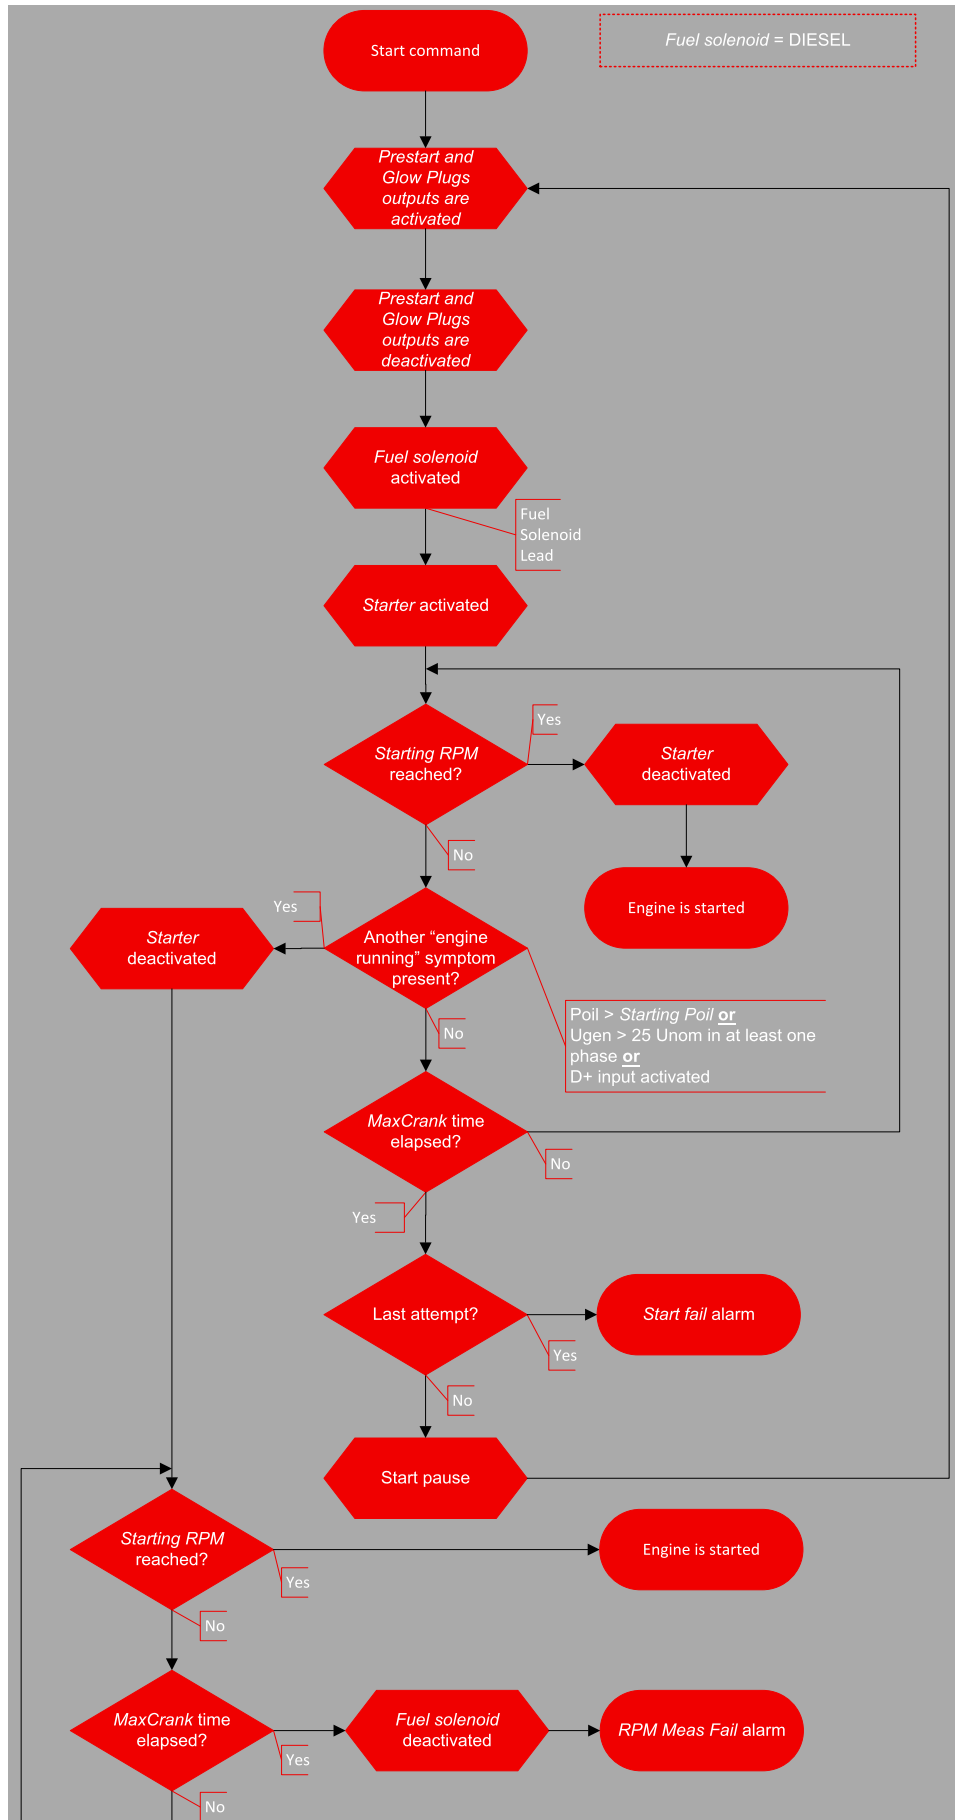 Start command
Fuel solenoid = DIESEL
Prestart and
Glow Plugs
outputs are
activated
Prestart and
Glow Plugs
outputs are
deactivated
Fuel solenoid
activated
Fuel
Solenoid
Lead
Starter activated
Starting RPM
reached?
Yes
Starter
deactivated
No
Engine is started
Another “engine
running” symptom
present?
Yes
Starter
deactivated
No
Poil > Starting Poil or
Ugen > 25 Unom in at least one
phase or
D+ input activated
MaxCrank time
elapsed?
No
Yes
Last attempt?
Yes
Start fail alarm
No
Start pause
Starting RPM
reached?
Yes
Engine is started
No
MaxCrank time
elapsed?
Yes
Fuel solenoid
deactivated
RPM Meas Fail alarm
No